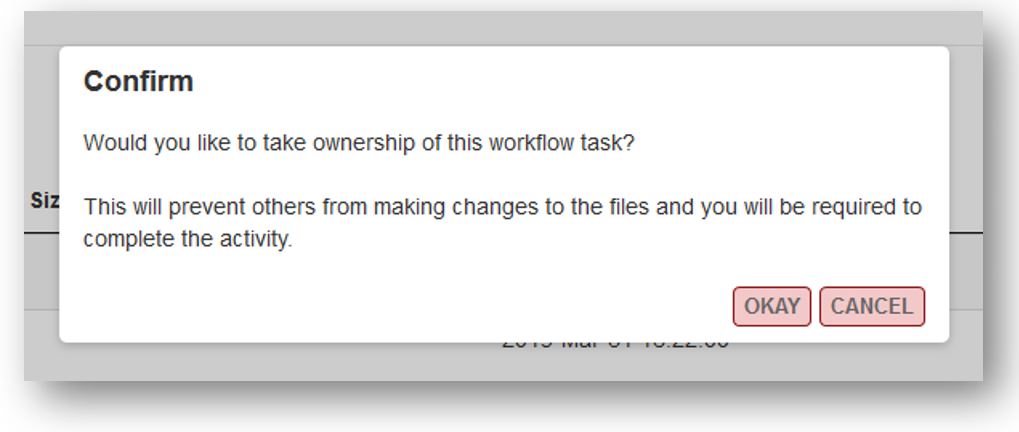 Confirm
Would you like to take ownership of this workflow task?
Siz
This will prevent others from making changes to the files and you will be required to
complete the activity.
OKAY CANCEL